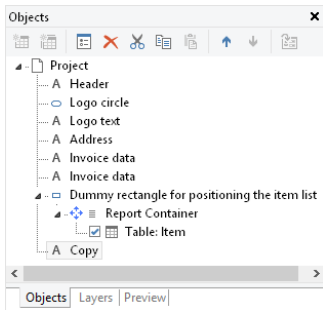 Objects
Project
Header
Logo circle
Logo text
Address
Invoice data
Invoice data
Dummy rectangle for positioning the item list
Report Container
Table: Item
Copy
Objects Layers Preview